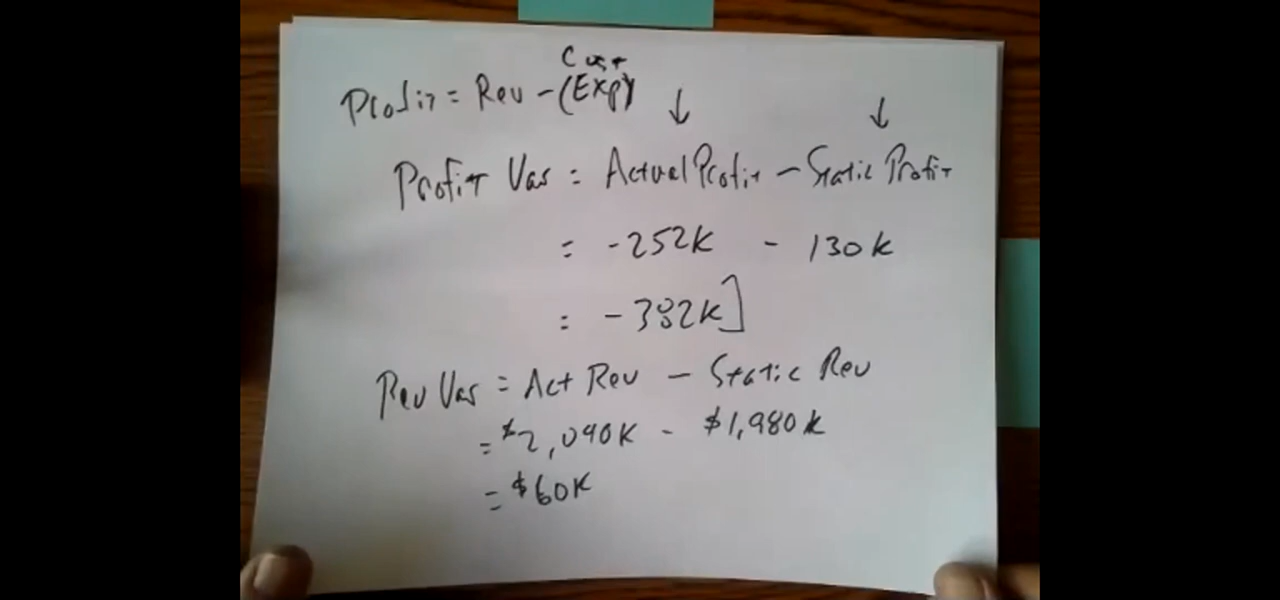 Cost
Profit = Rev - (Exp)
Profit Var = Actual Profit - Static Profit
= -252K - 130K
= -382K]
Rev Var = Act Rev - Static Rev
= $2,040K - $1,980K
= $60K